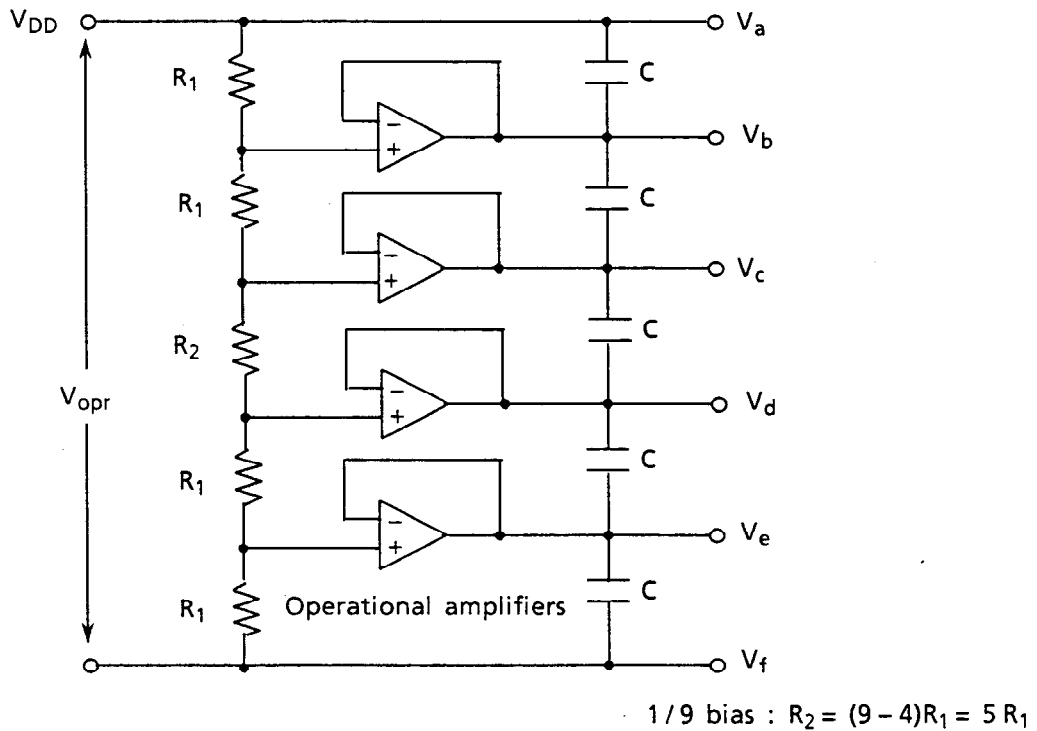 V_DD
V_a
R_1
C
−
+
V_b
R_1
C
−
+
V_c
R_2
C
−
+
V_opr
V_d
R_1
C
−
+
V_e
R_1
Operational amplifiers
C
V_f
1/9 bias : R_2 = (9 − 4)R_1 = 5 R_1